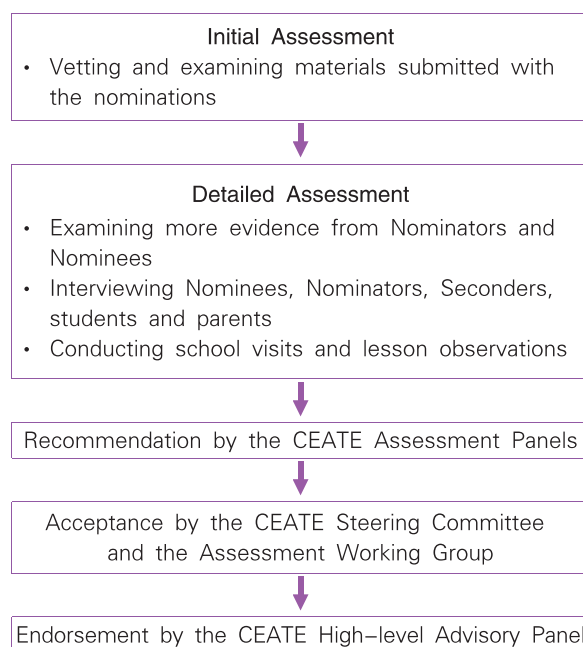 Initial Assessment
• Vetting and examining materials submitted with
the nominations
Detailed Assessment
• Examining more evidence from Nominators and
Nominees
• Interviewing Nominees, Nominators, Seconders,
students and parents
• Conducting school visits and lesson observations
Recommendation by the CEATE Assessment Panels
Acceptance by the CEATE Steering Committee
and the Assessment Working Group
Endorsement by the CEATE High–level Advisory Panel